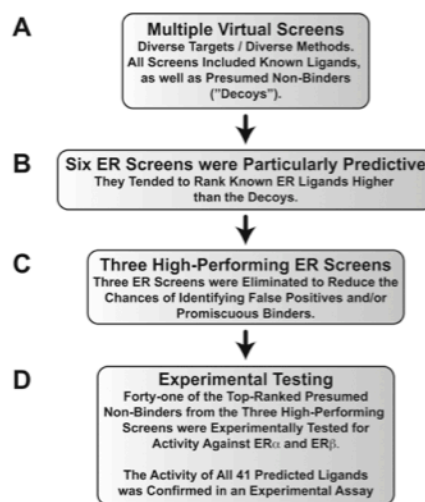 A
Multiple Virtual Screens
Diverse Targets / Diverse Methods.
All Screens Included Known Ligands,
as well as Presumed Non-Binders
("Decoys").
B
Six ER Screens were Particularly Predictive
They Tended to Rank Known ER Ligands Higher
than the Decoys.
C
Three High-Performing ER Screens
Three ER Screens were Eliminated to Reduce the
Chances of Identifying False Positives and/or
Promiscuous Binders.
D
Experimental Testing
Forty-one of the Top-Ranked Presumed
Non-Binders from the Three High-Performing
Screens were Experimentally Tested for
Activity Against ERα and ERβ.
The Activity of All 41 Predicted Ligands
was Confirmed in an Experimental Assay